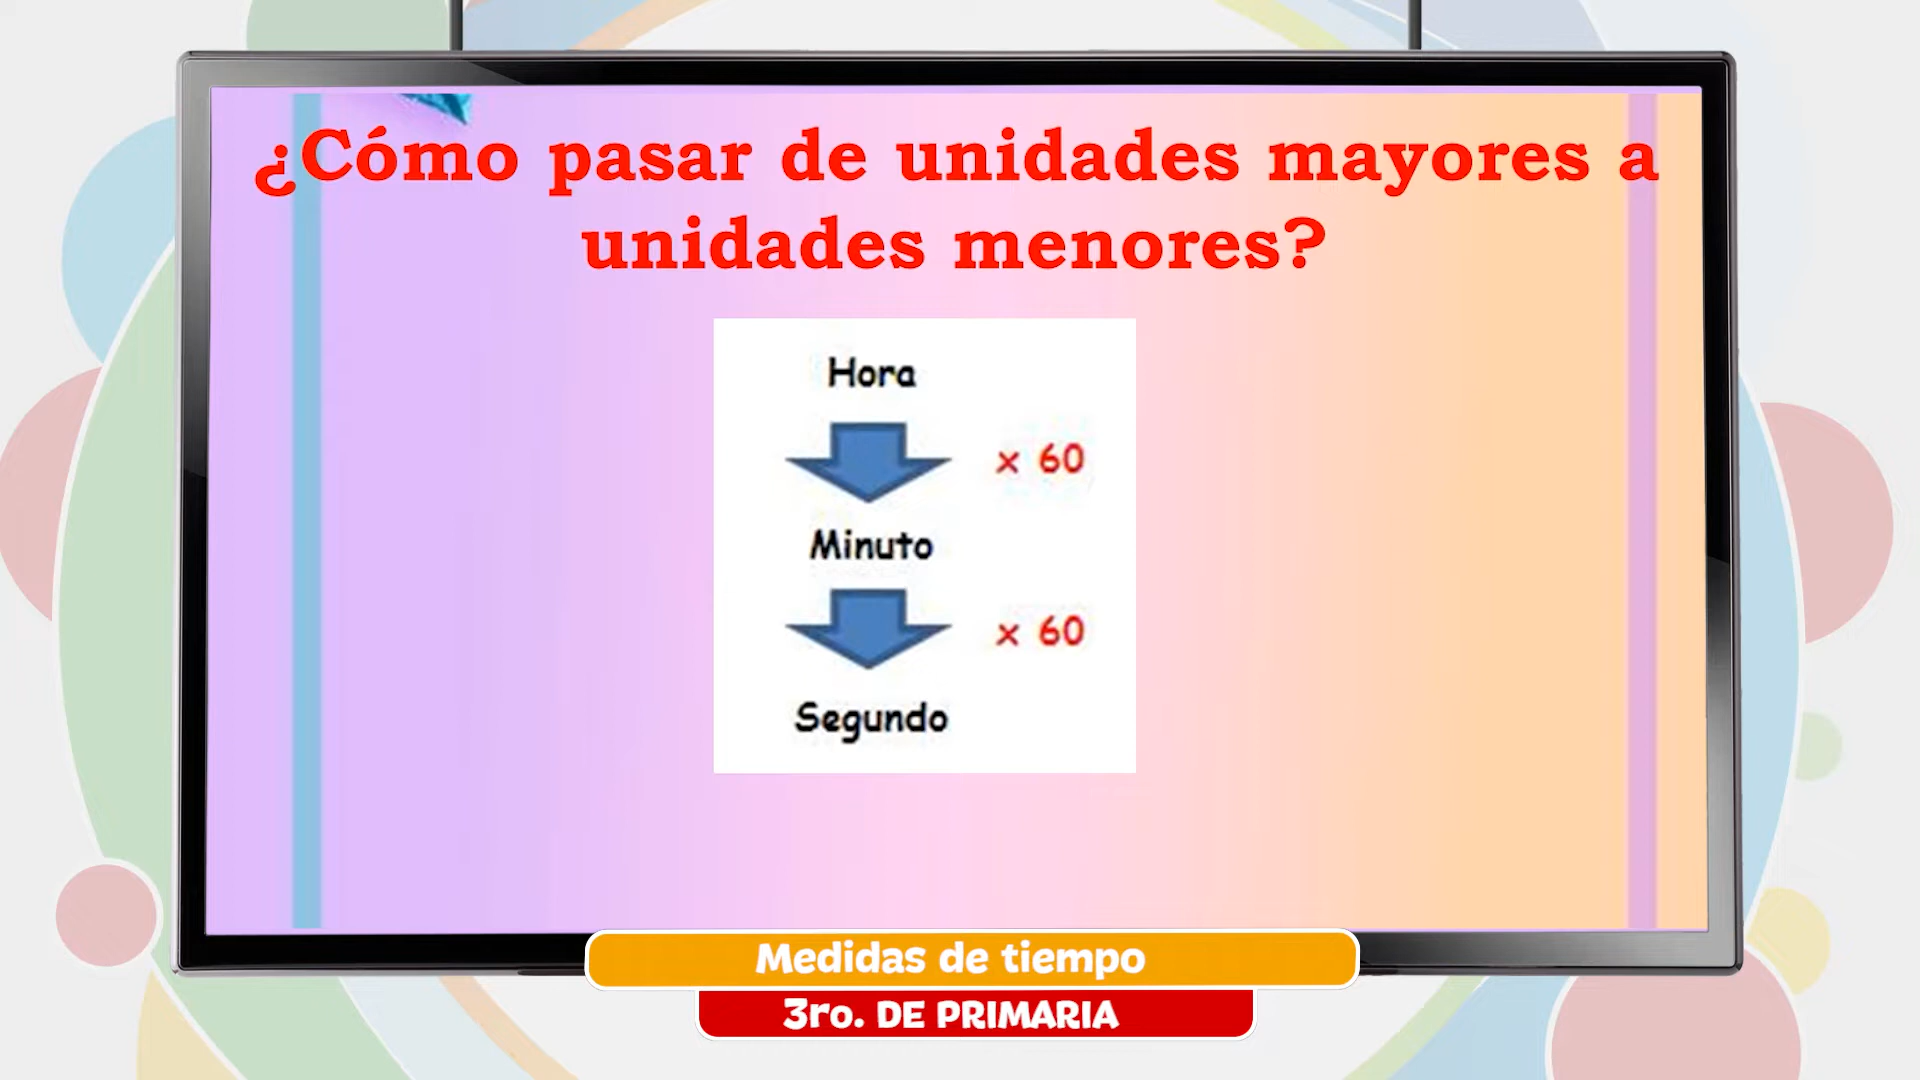 ¿Cómo pasar de unidades mayores a
unidades menores?
Hora
x 60
Minuto
x 60
Segundo
Medidas de tiempo
3ro. DE PRIMARIA